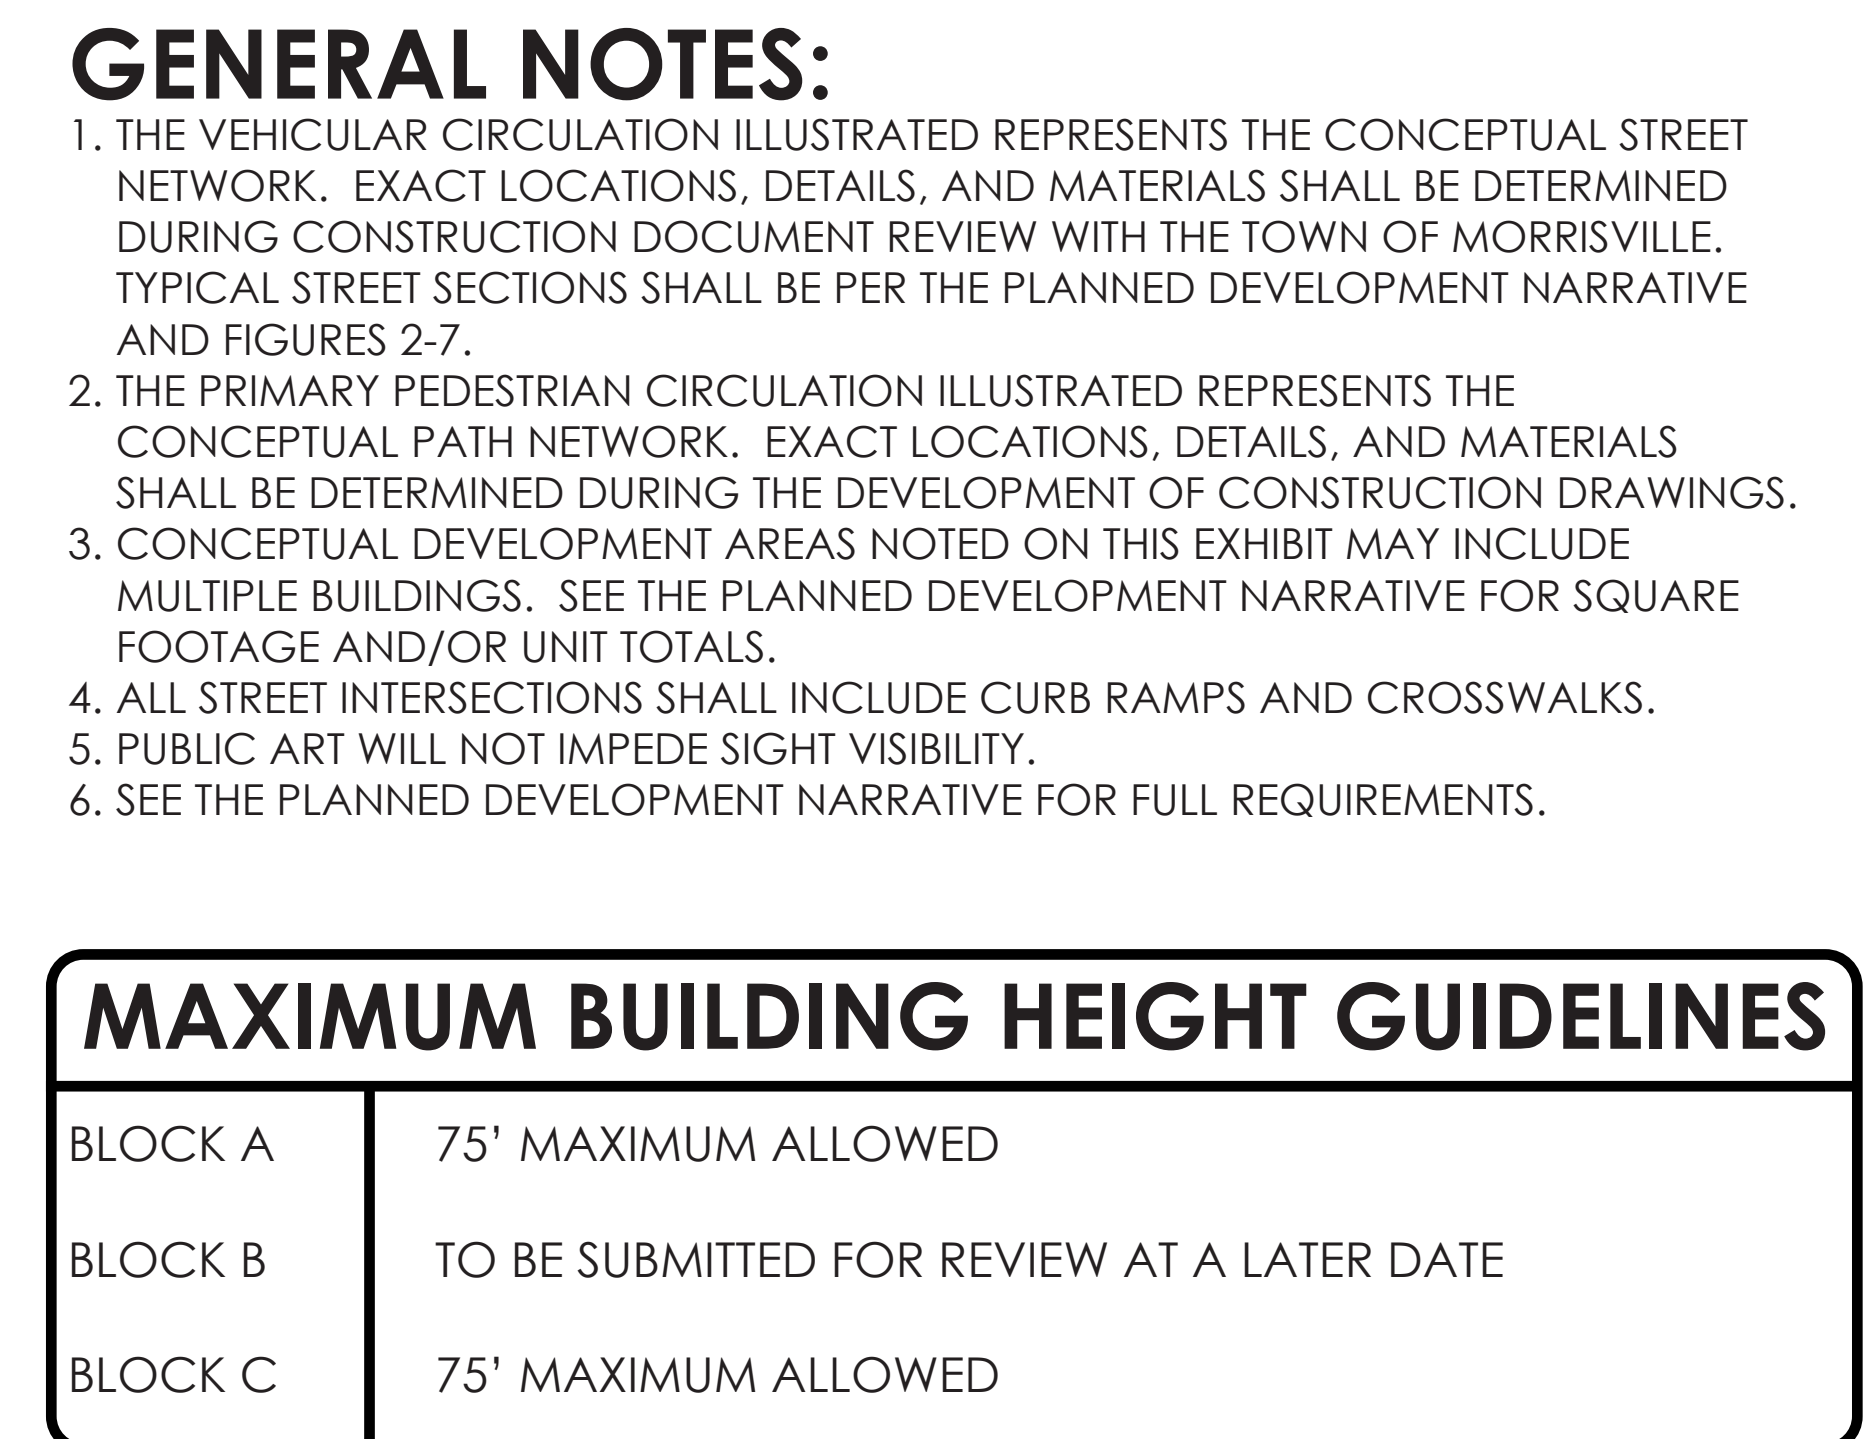 GENERAL NOTES:
1. THE VEHICULAR CIRCULATION ILLUSTRATED REPRESENTS THE CONCEPTUAL STREET
NETWORK.  EXACT LOCATIONS, DETAILS, AND MATERIALS SHALL BE DETERMINED
DURING CONSTRUCTION DOCUMENT REVIEW WITH THE TOWN OF MORRISVILLE.
TYPICAL STREET SECTIONS SHALL BE PER THE PLANNED DEVELOPMENT NARRATIVE
AND FIGURES 2-7.
2. THE PRIMARY PEDESTRIAN CIRCULATION ILLUSTRATED REPRESENTS THE
CONCEPTUAL PATH NETWORK.  EXACT LOCATIONS, DETAILS, AND MATERIALS
SHALL BE DETERMINED DURING THE DEVELOPMENT OF CONSTRUCTION DRAWINGS.
3. CONCEPTUAL DEVELOPMENT AREAS NOTED ON THIS EXHIBIT MAY INCLUDE
MULTIPLE BUILDINGS.  SEE THE PLANNED DEVELOPMENT NARRATIVE FOR SQUARE
FOOTAGE AND/OR UNIT TOTALS.
4. ALL STREET INTERSECTIONS SHALL INCLUDE CURB RAMPS AND CROSSWALKS.
5. PUBLIC ART WILL NOT IMPEDE SIGHT VISIBILITY.
6. SEE THE PLANNED DEVELOPMENT NARRATIVE FOR FULL REQUIREMENTS.
MAXIMUM BUILDING HEIGHT GUIDELINES
BLOCK A 75’ MAXIMUM ALLOWED
BLOCK B TO BE SUBMITTED FOR REVIEW AT A LATER DATE
BLOCK C 75’ MAXIMUM ALLOWED